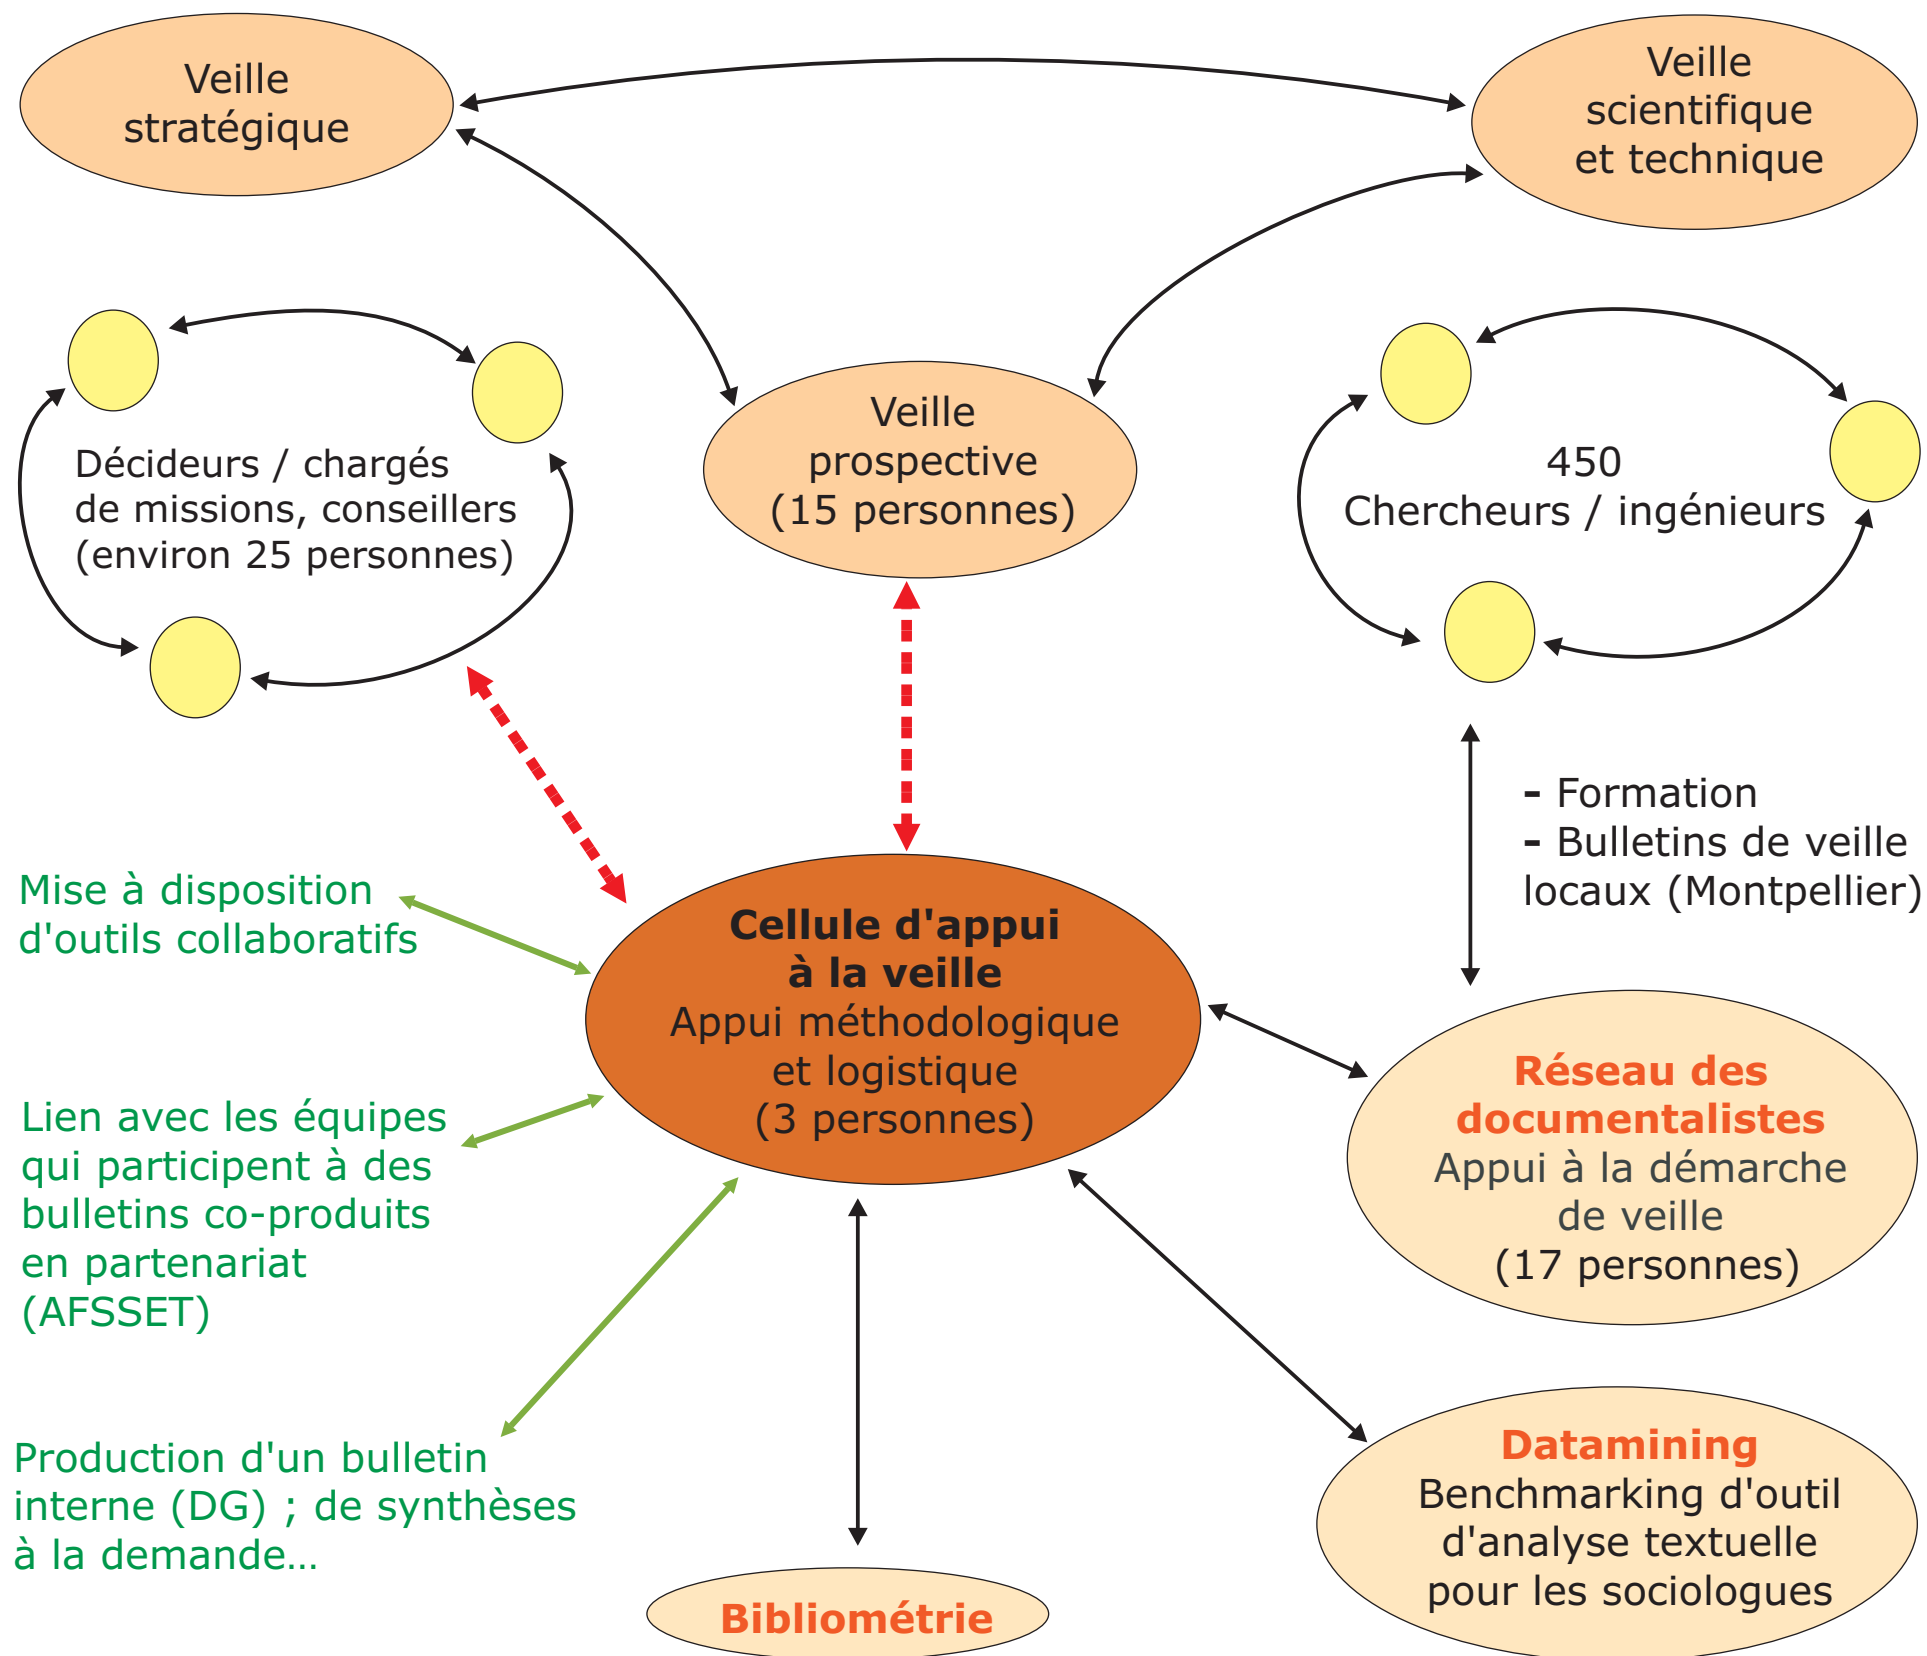 Veille
stratégique
Veille
scientifique
et technique
Veille
prospective
(15 personnes)
Décideurs / chargés
de missions, conseillers
(environ 25 personnes)
450
Chercheurs / ingénieurs
- Formation
- Bulletins de veille
locaux (Montpellier)
Mise à disposition
d'outils collaboratifs
Cellule d'appui
à la veille
Appui méthodologique
et logistique
(3 personnes)
Réseau des
documentalistes
Appui à la démarche
de veille
(17 personnes)
Lien avec les équipes
qui participent à des
bulletins co-produits
en partenariat
(AFSSET)
Production d'un bulletin
interne (DG) ; de synthèses
à la demande…
Datamining
Benchmarking d'outil
d'analyse textuelle
pour les sociologues
Bibliométrie